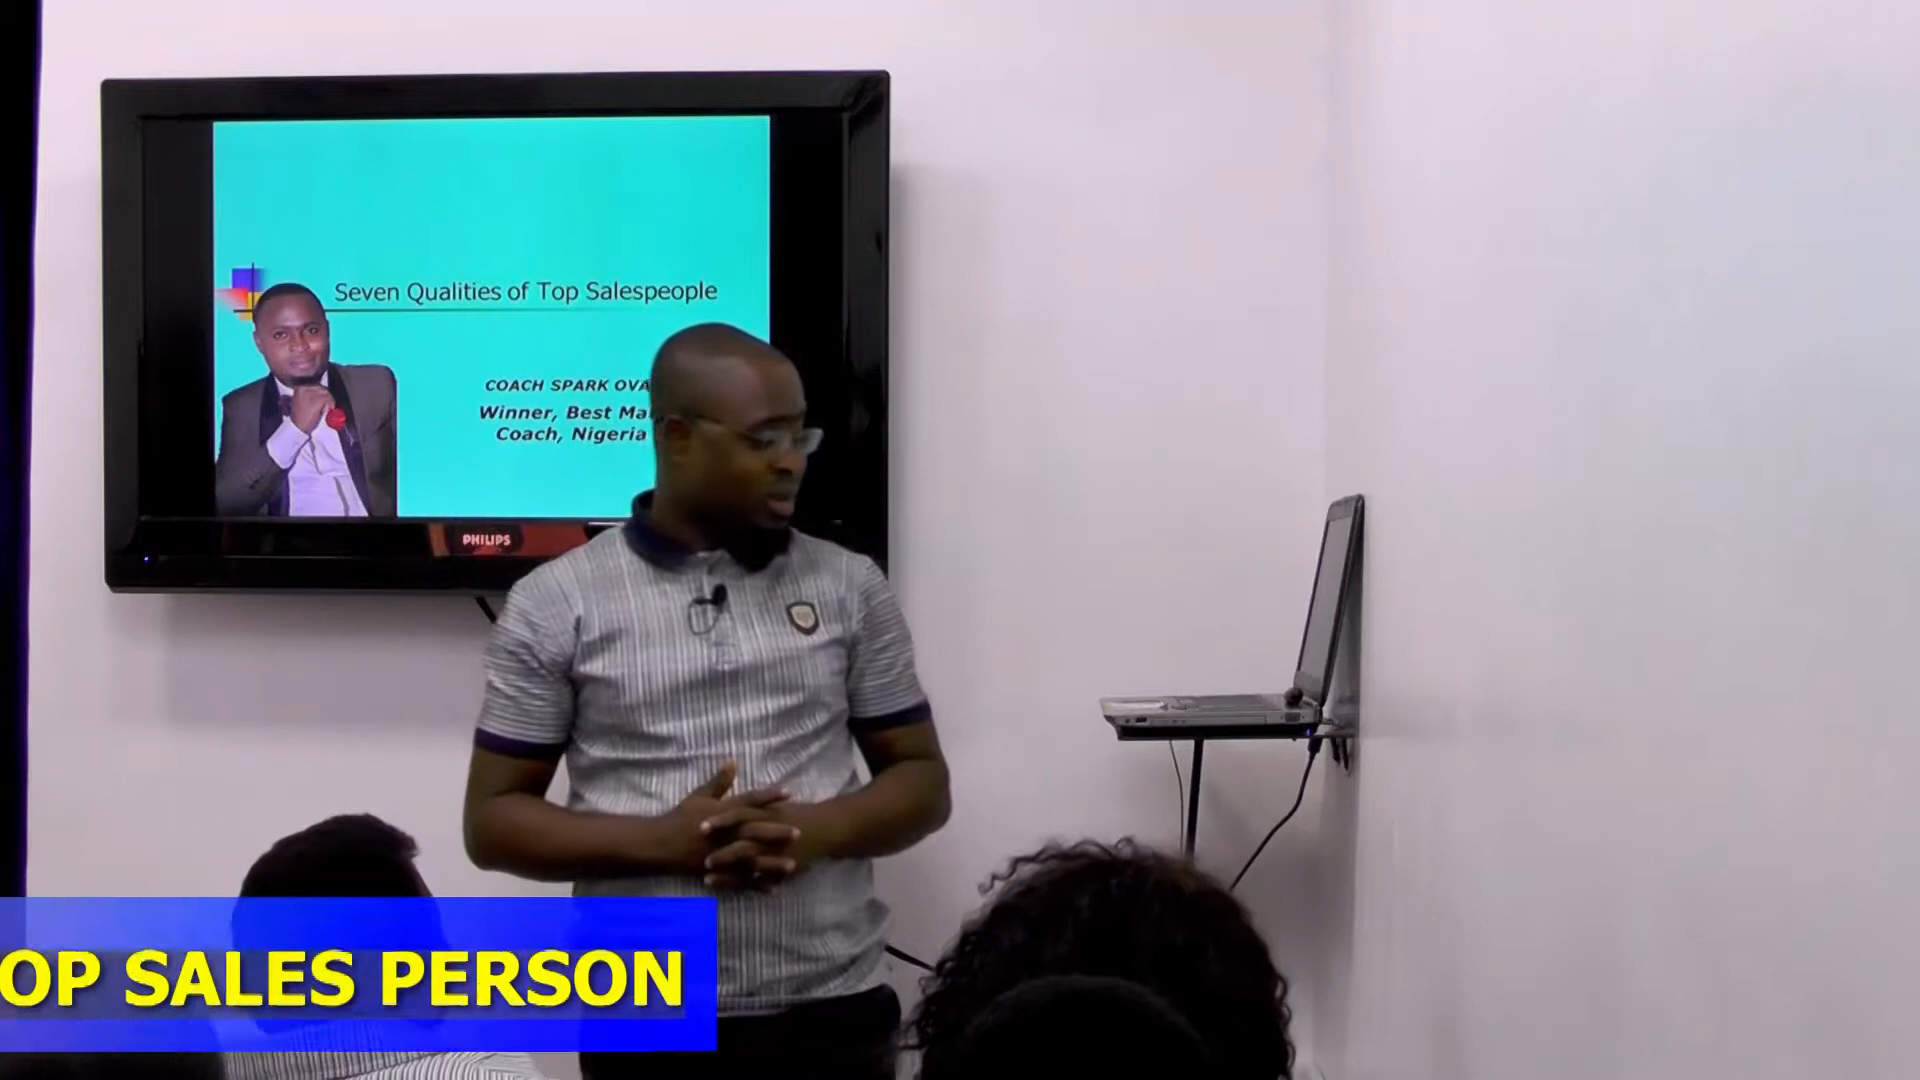 Seven Qualities of Top Salespeople
COACH SPARK OVA
Winner, Best Ma
Coach, Nigeria
PHILIPS
OP SALES PERSON